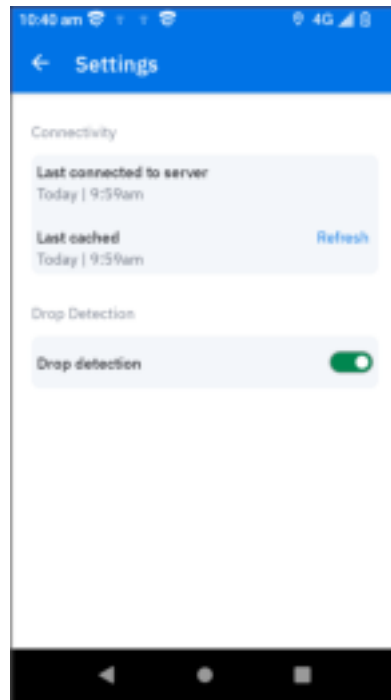 10:40 am 4G
Settings
Connectivity
Last connected to server
Today | 9:59am
Last cached Refresh
Today | 9:59am
Drop Detection
Drop detection